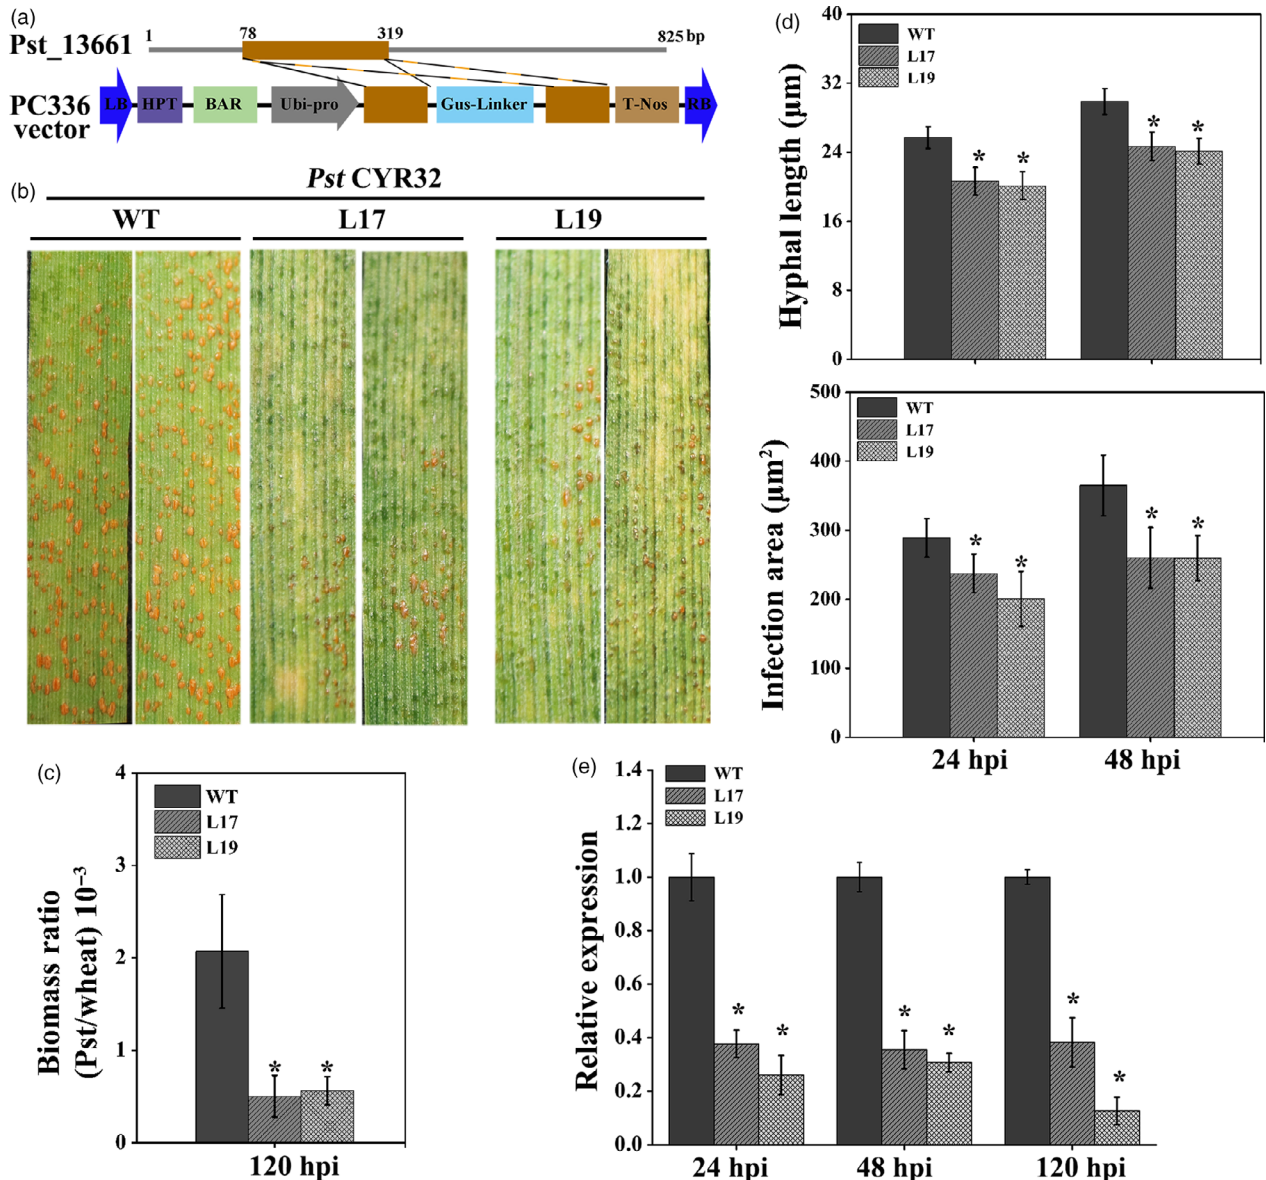 (a)
Pst_13661
1 78 319 825 bp
PC336
vector
LB HPT BAR Ubi-pro Gus-Linker T-Nos RB
(b)
Pst CYR32
WT L17 L19
(c)
Biomass ratio
(Pst/wheat) 10⁻³
4
3
2
1
0
WT
L17
L19
* *
120 hpi
(d)
Hyphal length (μm)
40
32
24
16
8
0
WT
L17
L19
* * * *
Infection area (μm²)
500
400
300
200
100
0
WT
L17
L19
* * * *
24 hpi 48 hpi
(e)
Relative expression
1.4
1.2
1.0
0.8
0.6
0.4
0.2
0.0
WT
L17
L19
* * * * * *
24 hpi 48 hpi 120 hpi